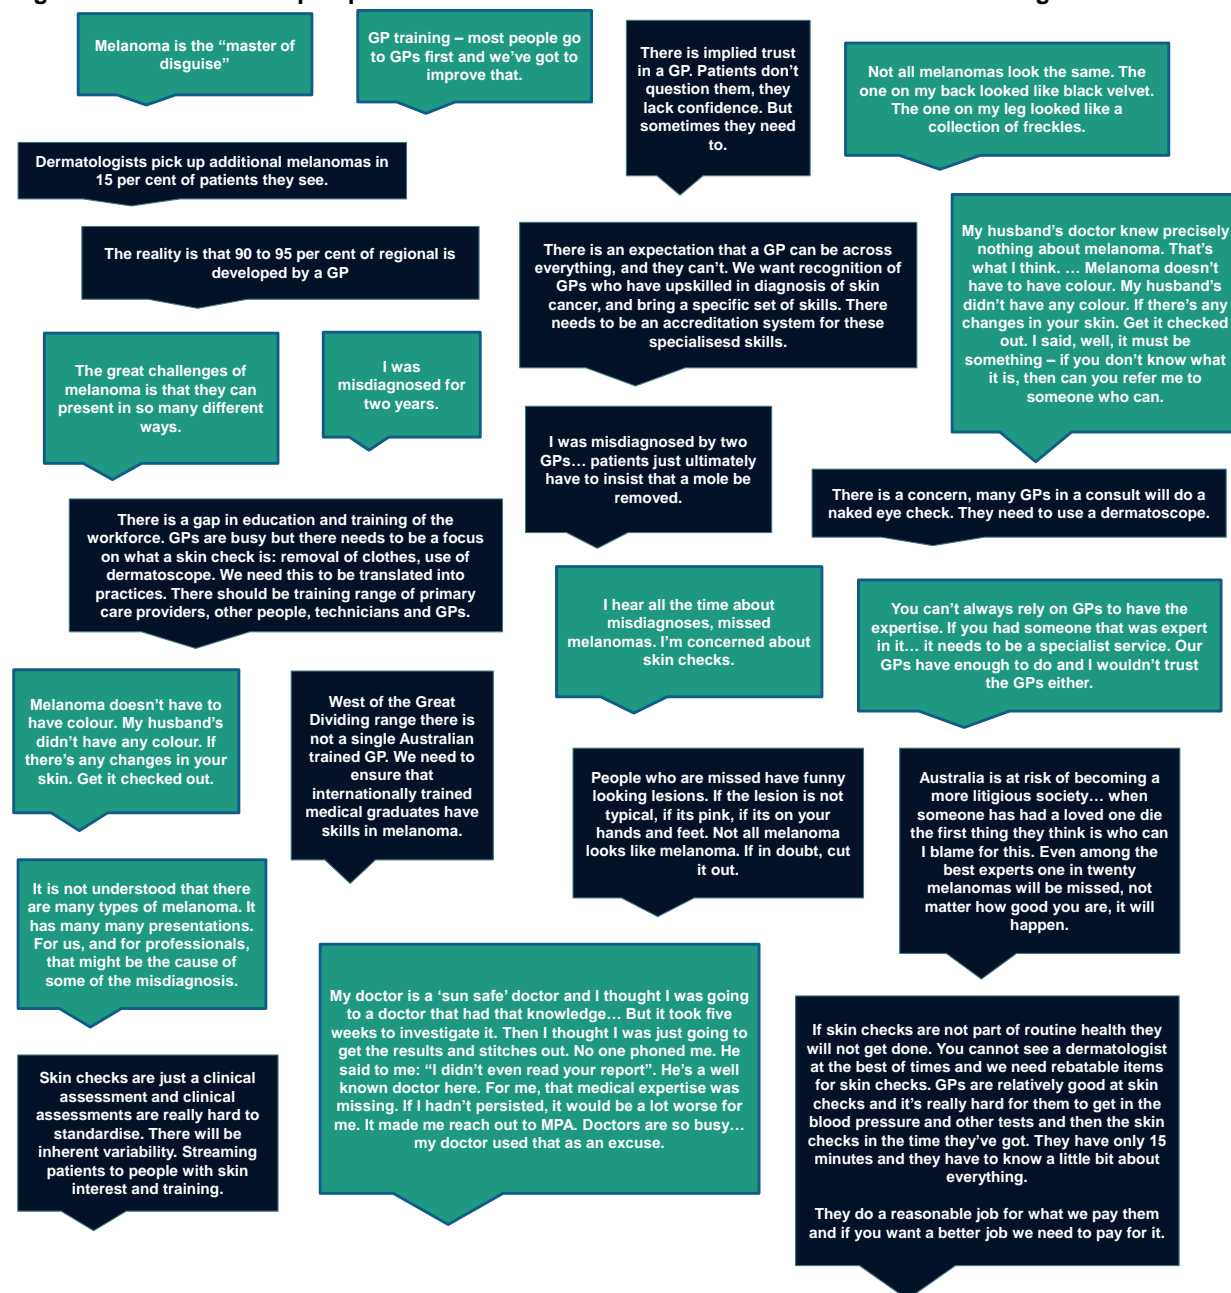 Melanoma is the “master of
disguise”
GP training – most people go
to GPs first and we’ve got to
improve that.
There is implied trust
in a GP. Patients don’t
question them, they
lack confidence. But
sometimes they need
to.
Not all melanomas look the same. The
one on my back looked like black velvet.
The one on my leg looked like a
collection of freckles.
Dermatologists pick up additional melanomas in
15 per cent of patients they see.
The reality is that 90 to 95 per cent of regional is
developed by a GP
There is an expectation that a GP can be across
everything, and they can’t. We want recognition of
GPs who have upskilled in diagnosis of skin
cancer, and bring a specific set of skills. There
needs to be an accreditation system for these
specialisesd skills.
My husband’s doctor knew precisely
nothing about melanoma. That’s
what I think. … Melanoma doesn’t
have to have colour. My husband’s
didn’t have any colour. If there’s any
changes in your skin. Get it checked
out. I said, well, it must be
something – if you don’t know what
it is, then can you refer me to
someone who can.
The great challenges of
melanoma is that they can
present in so many different
ways.
I was
misdiagnosed for
two years.
I was misdiagnosed by two
GPs… patients just ultimately
have to insist that a mole be
removed.
There is a concern, many GPs in a consult will do a
naked eye check. They need to use a dermatoscope.
There is a gap in education and training of the
workforce. GPs are busy but there needs to be a focus
on what a skin check is: removal of clothes, use of
dermatoscope. We need this to be translated into
practices. There should be training range of primary
care providers, other people, technicians and GPs.
I hear all the time about
misdiagnoses, missed
melanomas. I’m concerned about
skin checks.
You can’t always rely on GPs to have the
expertise. If you had someone that was expert
in it… it needs to be a specialist service. Our
GPs have enough to do and I wouldn’t trust
the GPs either.
Melanoma doesn’t have to
have colour. My husband’s
didn’t have any colour. If
there’s any changes in your
skin. Get it checked out.
West of the Great
Dividing range there is
not a single Australian
trained GP. We need to
ensure that
internationally trained
medical graduates have
skills in melanoma.
People who are missed have funny
looking lesions. If the lesion is not
typical, if its pink, if its on your
hands and feet. Not all melanoma
looks like melanoma. If in doubt, cut
it out.
Australia is at risk of becoming a
more litigious society… when
someone has had a loved one die
the first thing they think is who can
I blame for this. Even among the
best experts one in twenty
melanomas will be missed, not
matter how good you are, it will
happen.
It is not understood that there
are many types of melanoma. It
has many many presentations.
For us, and for professionals,
that might be the cause of
some of the misdiagnosis.
My doctor is a ‘sun safe’ doctor and I thought I was going
to a doctor that had that knowledge… But it took five
weeks to investigate it. Then I thought I was just going to
get the results and stitches out. No one phoned me. He
said to me: “I didn’t even read your report”. He’s a well
known doctor here. For me, that medical expertise was
missing. If I hadn’t persisted, it would be a lot worse for
me. It made me reach out to MPA. Doctors are so busy…
my doctor used that as an excuse.
If skin checks are not part of routine health they
will not get done. You cannot see a dermatologist
at the best of times and we need rebatable items
for skin checks. GPs are relatively good at skin
checks and it’s really hard for them to get in the
blood pressure and other tests and then the skin
checks in the time they’ve got. They have only 15
minutes and they have to know a little bit about
everything.
They do a reasonable job for what we pay them
and if you want a better job we need to pay for it.
Skin checks are just a clinical
assessment and clinical
assessments are really hard to
standardise. There will be
inherent variability. Streaming
patients to people with skin
interest and training.